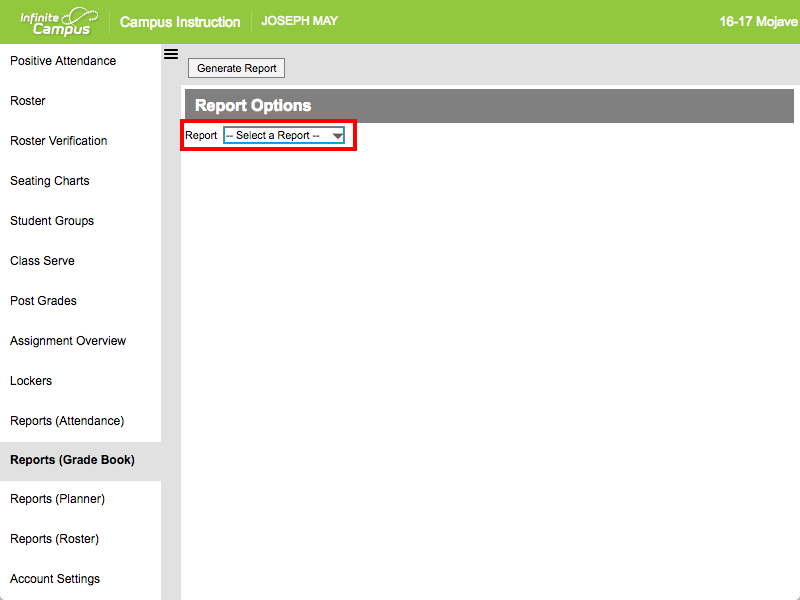 Infinite Campus
Campus Instruction
JOSEPH MAY
16-17 Mojave
Positive Attendance
Roster
Roster Verification
Seating Charts
Student Groups
Class Serve
Post Grades
Assignment Overview
Lockers
Reports (Attendance)
Reports (Grade Book)
Reports (Planner)
Reports (Roster)
Account Settings
Generate Report
Report Options
Report -- Select a Report --